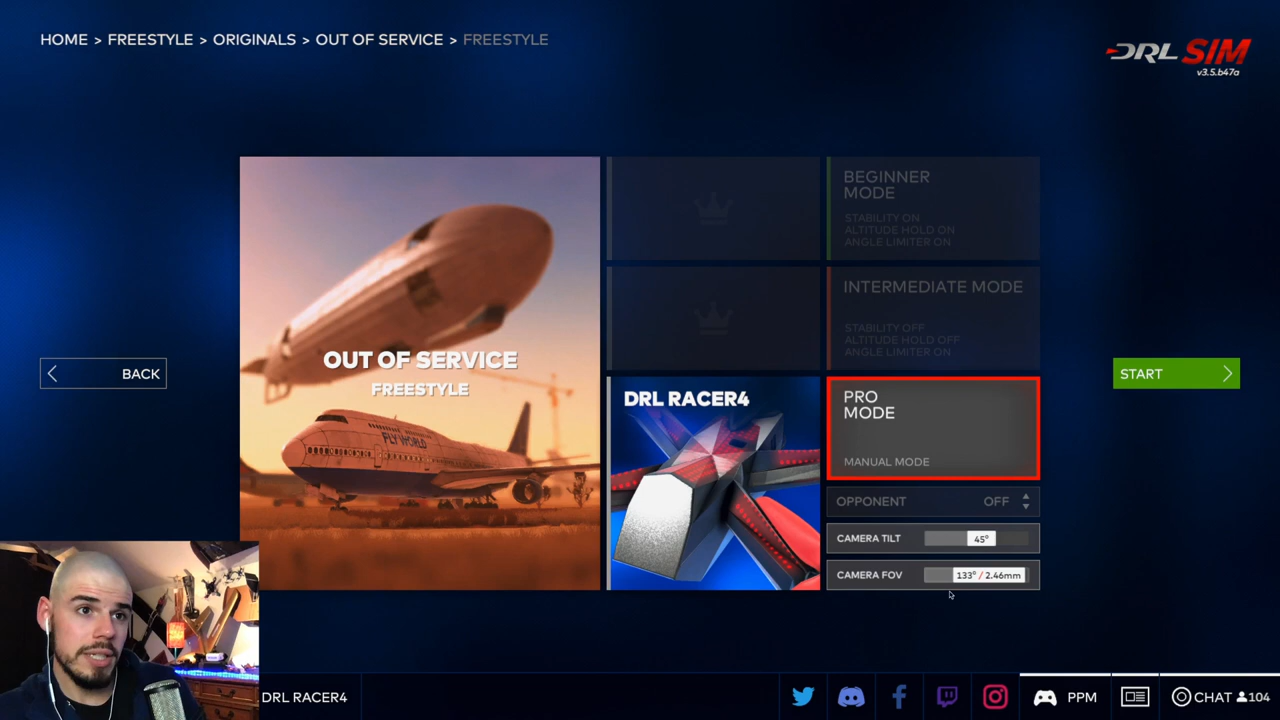 HOME > FREESTYLE > ORIGINALS > OUT OF SERVICE > FREESTYLE
DRL SIM
v3.5.b47a
OUT OF SERVICE
FREESTYLE
FLY WORLD
BEGINNER
MODE
STABILITY ON
ALTITUDE HOLD ON
ANGLE LIMITER ON
INTERMEDIATE MODE
STABILITY OFF
ALTITUDE HOLD OFF
ANGLE LIMITER ON
DRL RACER4
PRO
MODE
MANUAL MODE
OPPONENT OFF
CAMERA TILT 45°
CAMERA FOV 133° / 2.46mm
BACK
START
DRL RACER4
PPM
CHAT 104